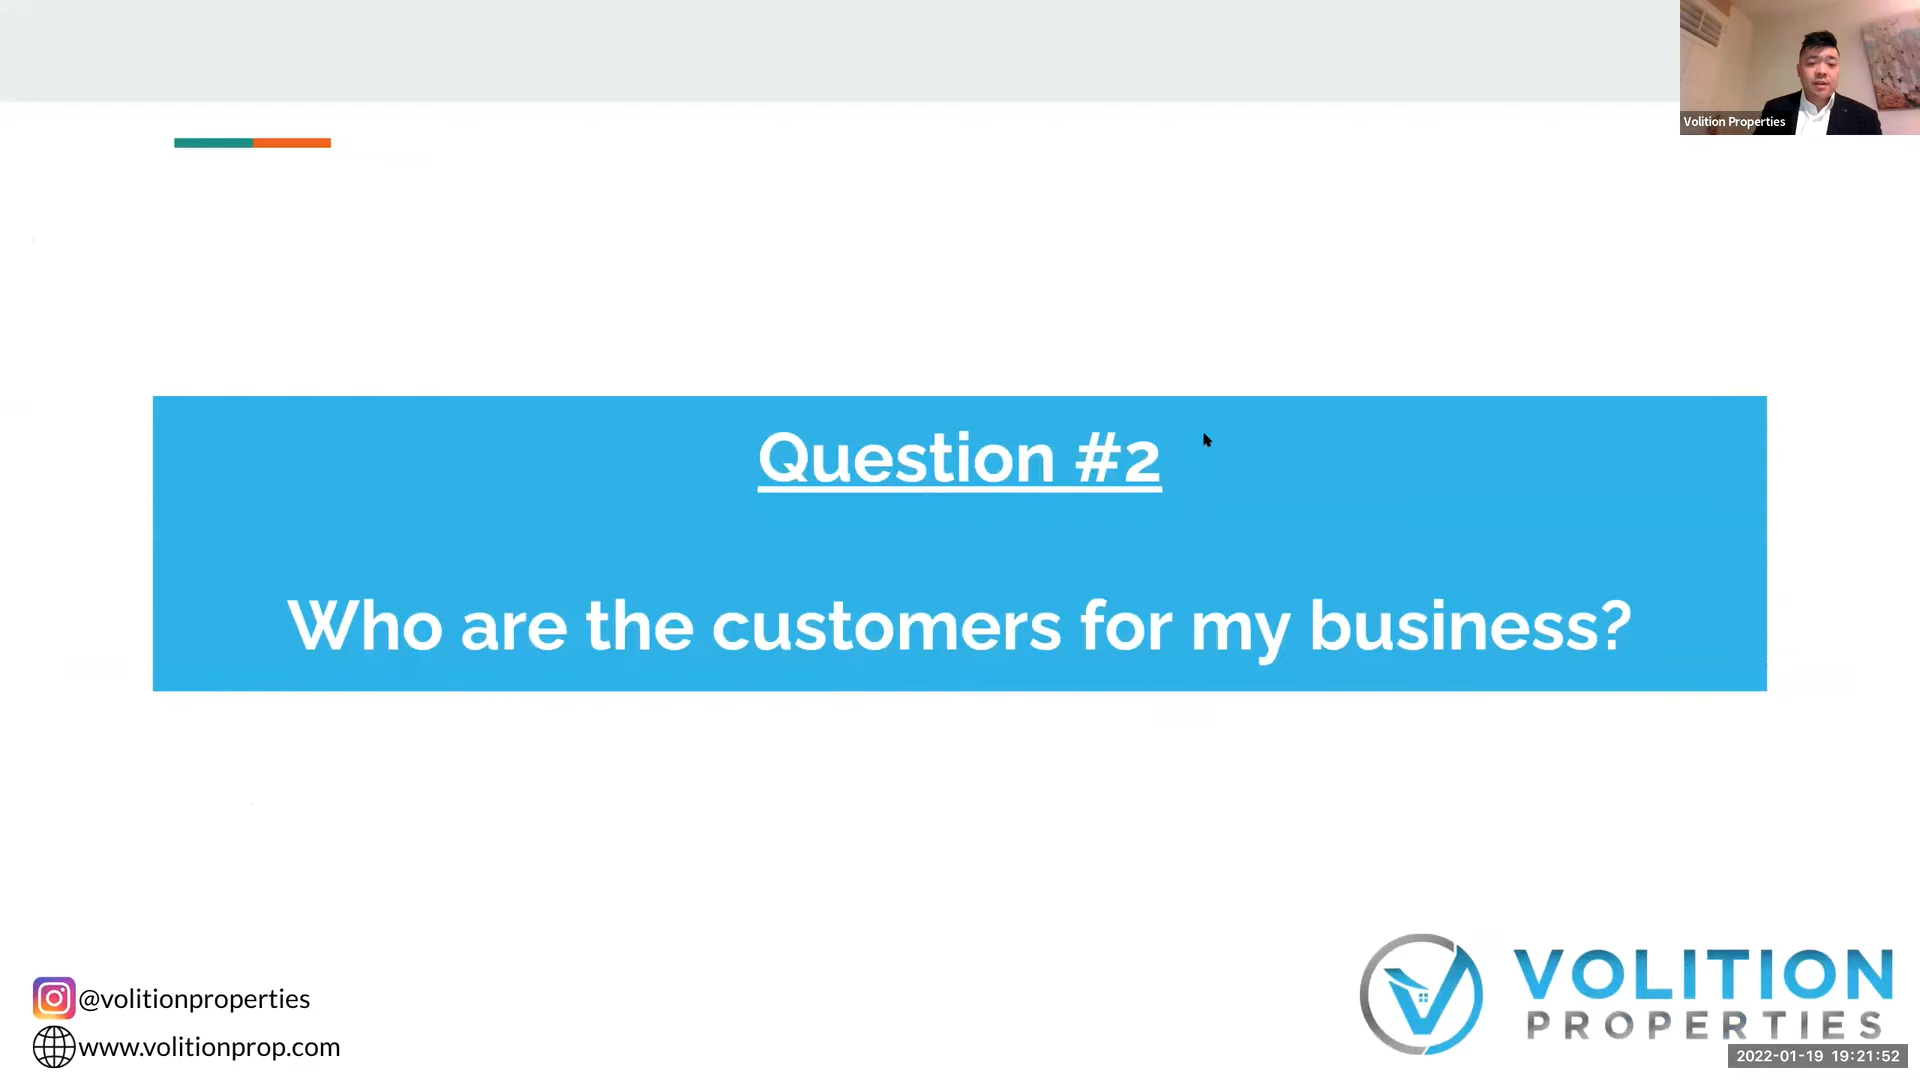 Volition Properties
Question #2
Who are the customers for my business?
@volitionproperties
www.volitionprop.com
VOLITION
PROPERTIES
2022-01-19 19:21:52